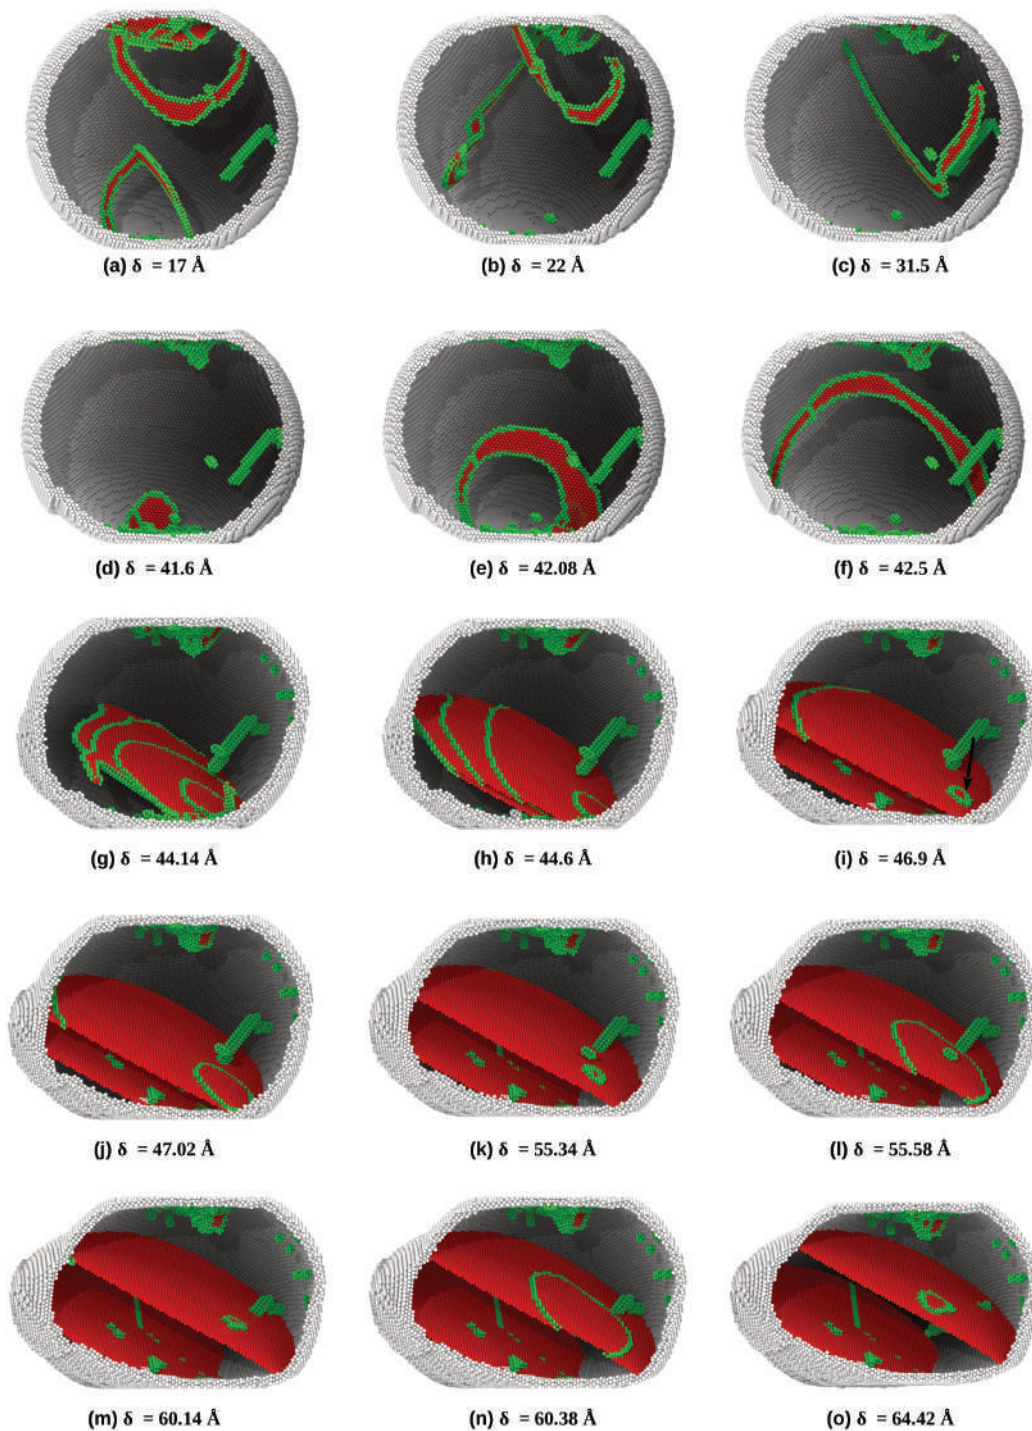 (a) δ = 17 Å
(b) δ = 22 Å
(c) δ = 31.5 Å
(d) δ = 41.6 Å
(e) δ = 42.08 Å
(f) δ = 42.5 Å
(g) δ = 44.14 Å
(h) δ = 44.6 Å
(i) δ = 46.9 Å
(j) δ = 47.02 Å
(k) δ = 55.34 Å
(l) δ = 55.58 Å
(m) δ = 60.14 Å
(n) δ = 60.38 Å
(o) δ = 64.42 Å